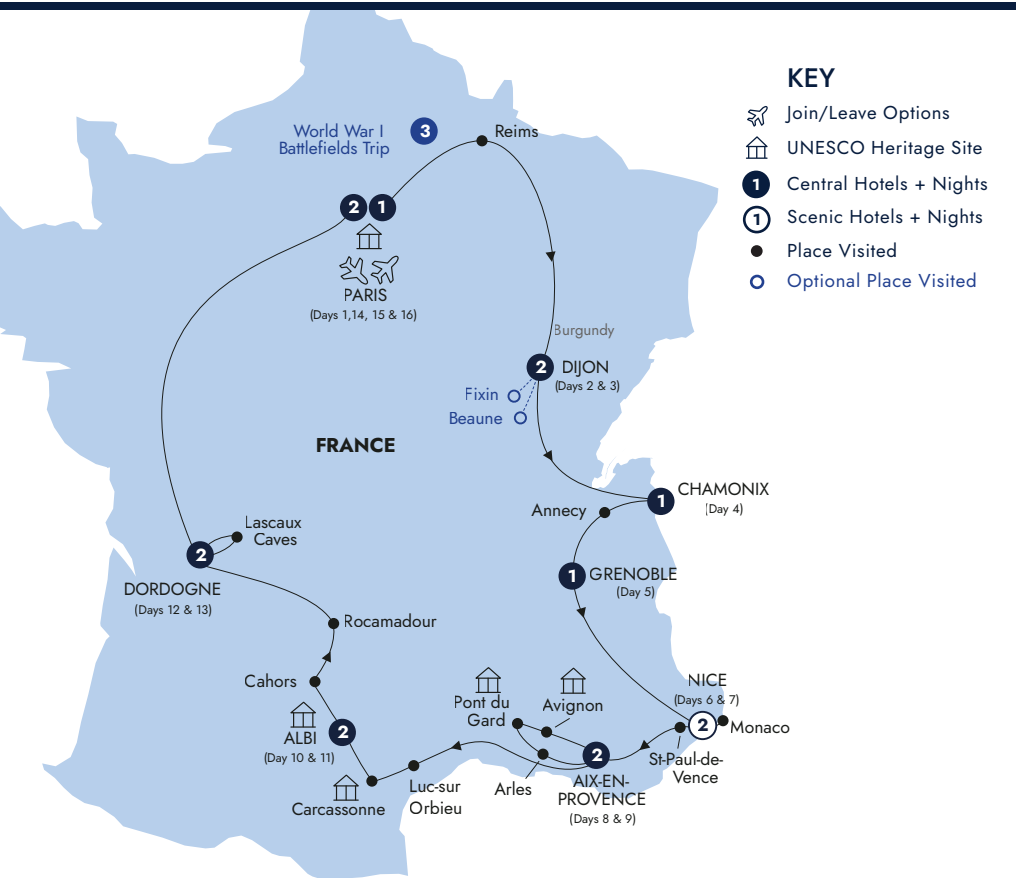 KEY
Join/Leave Options
UNESCO Heritage Site
1 Central Hotels + Nights
1 Scenic Hotels + Nights
Place Visited
Optional Place Visited
World War I
Battlefields Trip
3
Reims
2 1
PARIS
(Days 1,14, 15 & 16)
Burgundy
2 DIJON
(Days 2 & 3)
Fixin
Beaune
FRANCE
1 CHAMONIX
(Day 4)
Annecy
1 GRENOBLE
(Day 5)
Lascaux
Caves
2
DORDOGNE
(Days 12 & 13)
Rocamadour
Cahors
ALBI
2
(Day 10 & 11)
Carcassonne
Luc-sur
Orbieu
Pont du
Gard
Avignon
Arles
2
AIX-EN-
PROVENCE
(Days 8 & 9)
NICE
(Days 6 & 7)
2
Monaco
St-Paul-de-
Vence